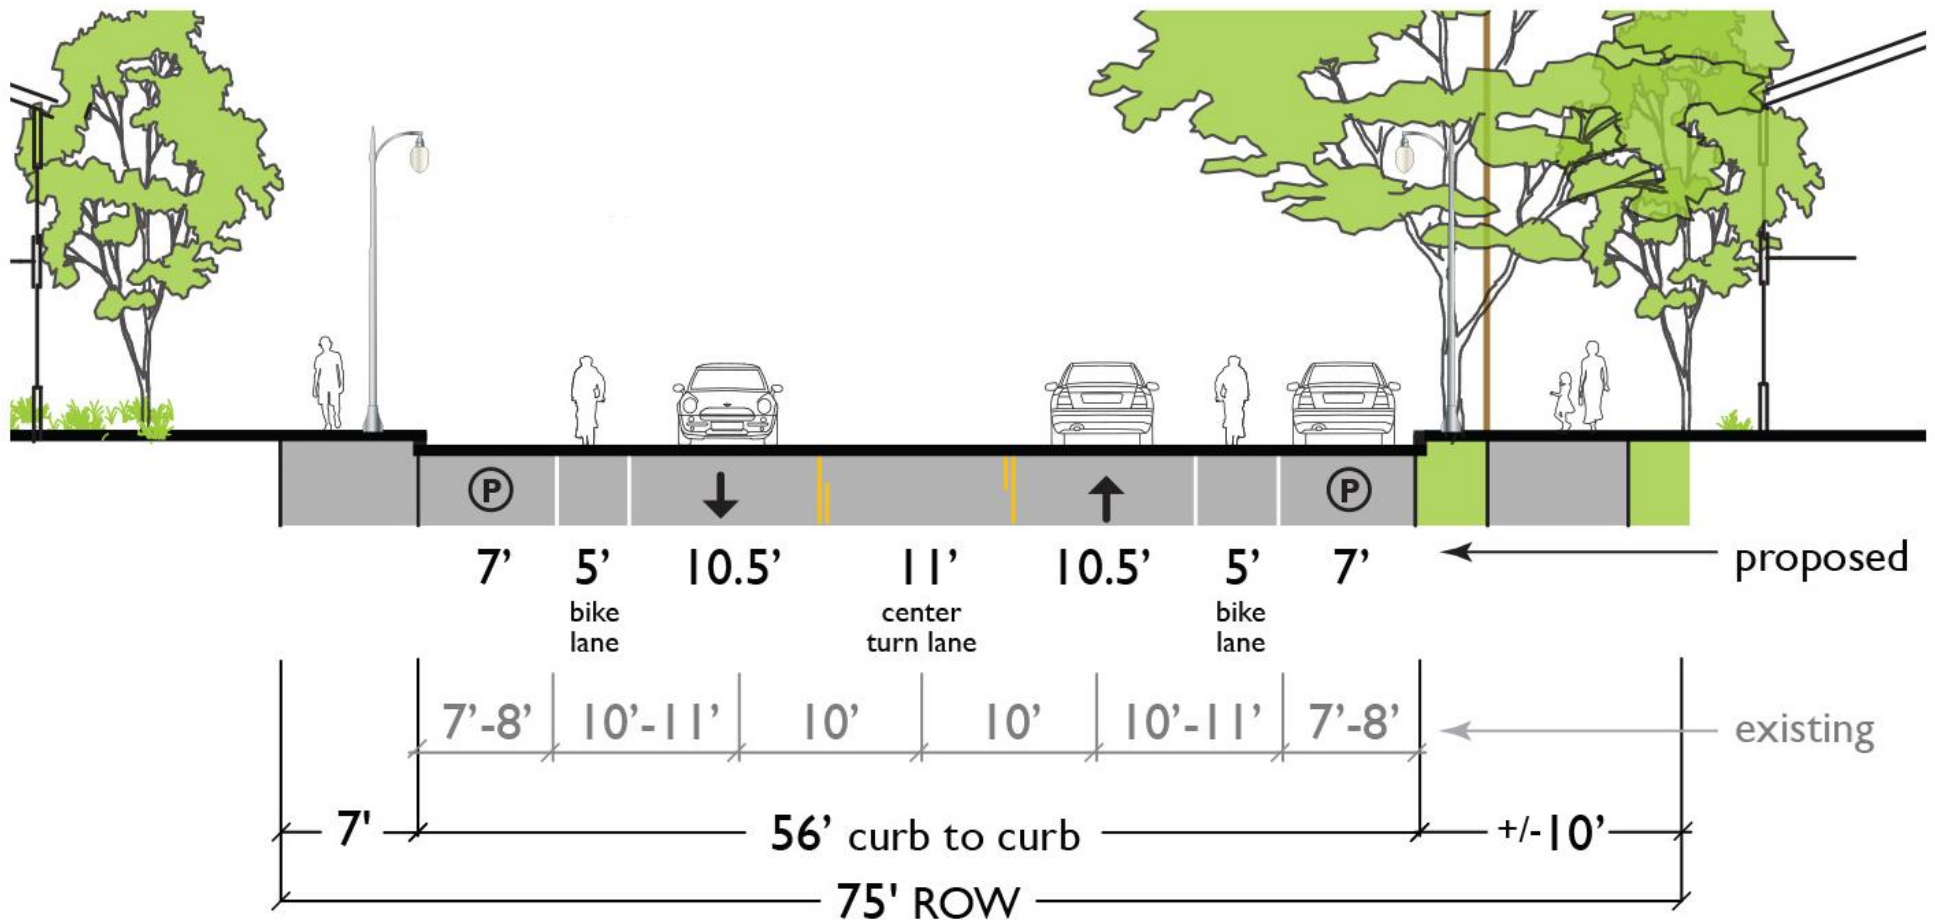 P
P
7’ 5’ 10.5’ 11’ 10.5’ 5’ 7’ proposed
bike center bike
lane turn lane lane
7’-8’ 10’-11’ 10’ 10’ 10’-11’ 7’-8’ existing
7' 56’ curb to curb +/-10’
75' ROW